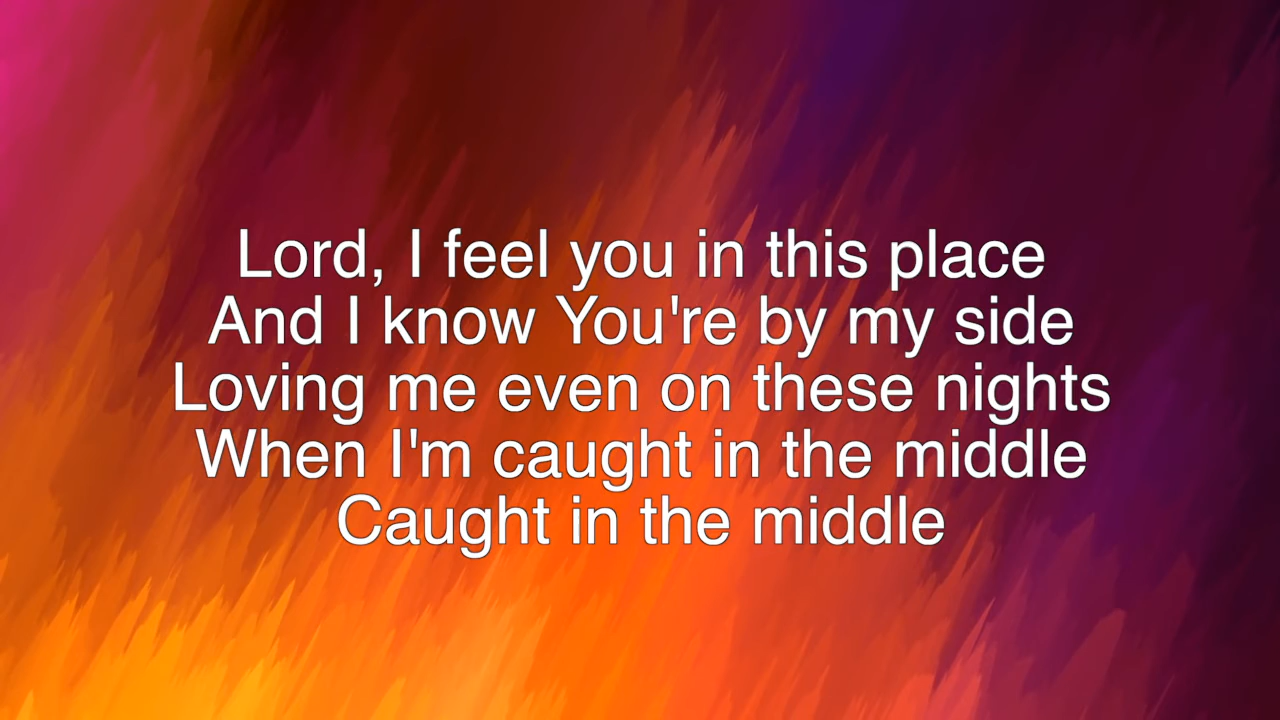 Lord, I feel you in this place
And I know You're by my side
Loving me even on these nights
When I'm caught in the middle
Caught in the middle